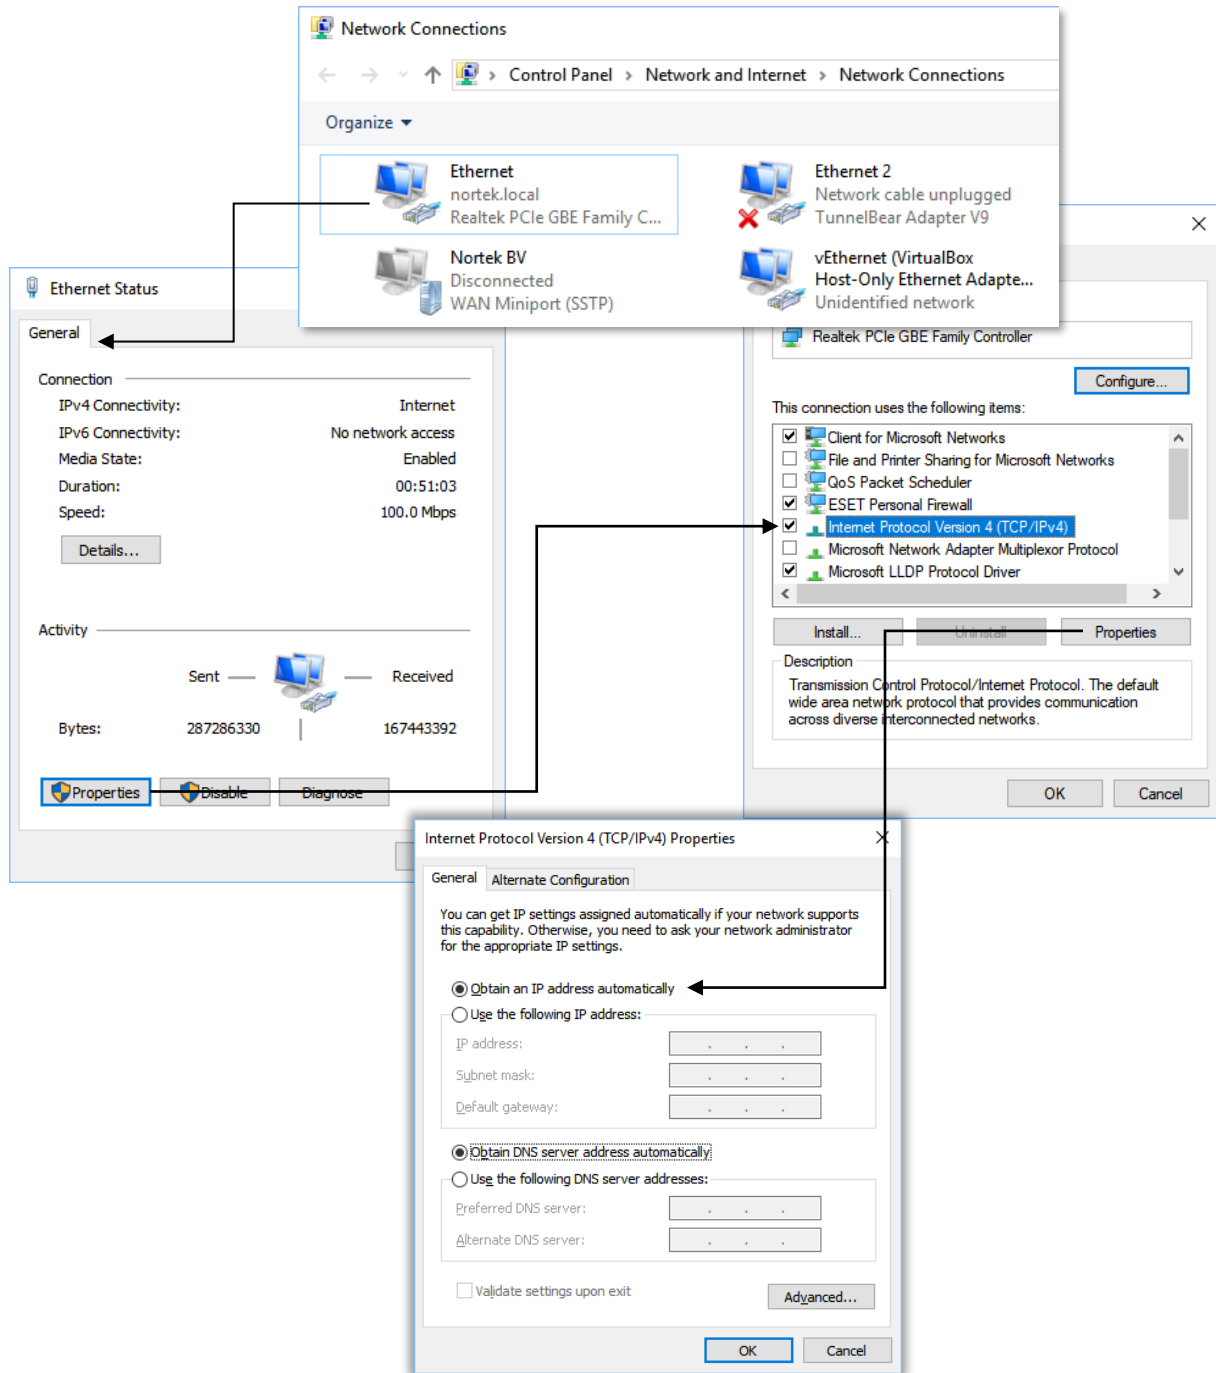 Network Connections
Control Panel > Network and Internet > Network Connections
Organize
Ethernet
nortek.local
Realtek PCIe GBE Family C...
Ethernet 2
Network cable unplugged
TunnelBear Adapter V9
Nortek BV
Disconnected
WAN Miniport (SSTP)
vEthernet (VirtualBox
Host-Only Ethernet Adapte...
Unidentified network
Ethernet Status
General
Connection
IPv4 Connectivity: Internet
IPv6 Connectivity: No network access
Media State: Enabled
Duration: 00:51:03
Speed: 100.0 Mbps
Details...
Activity
Sent — — Received
Bytes: 287286330 167443392
Properties Disable Diagnose
Realtek PCIe GBE Family Controller
Configure...
This connection uses the following items:
Client for Microsoft Networks
File and Printer Sharing for Microsoft Networks
QoS Packet Scheduler
ESET Personal Firewall
Internet Protocol Version 4 (TCP/IPv4)
Microsoft Network Adapter Multiplexor Protocol
Microsoft LLDP Protocol Driver
Install... Uninstall Properties
Description
Transmission Control Protocol/Internet Protocol. The default
wide area network protocol that provides communication
across diverse interconnected networks.
OK Cancel
Internet Protocol Version 4 (TCP/IPv4) Properties
General Alternate Configuration
You can get IP settings assigned automatically if your network supports
this capability. Otherwise, you need to ask your network administrator
for the appropriate IP settings.
Obtain an IP address automatically
Use the following IP address:
IP address: . . .
Subnet mask: . . .
Default gateway: . . .
Obtain DNS server address automatically
Use the following DNS server addresses:
Preferred DNS server: . . .
Alternate DNS server: . . .
Validate settings upon exit
Advanced...
OK Cancel